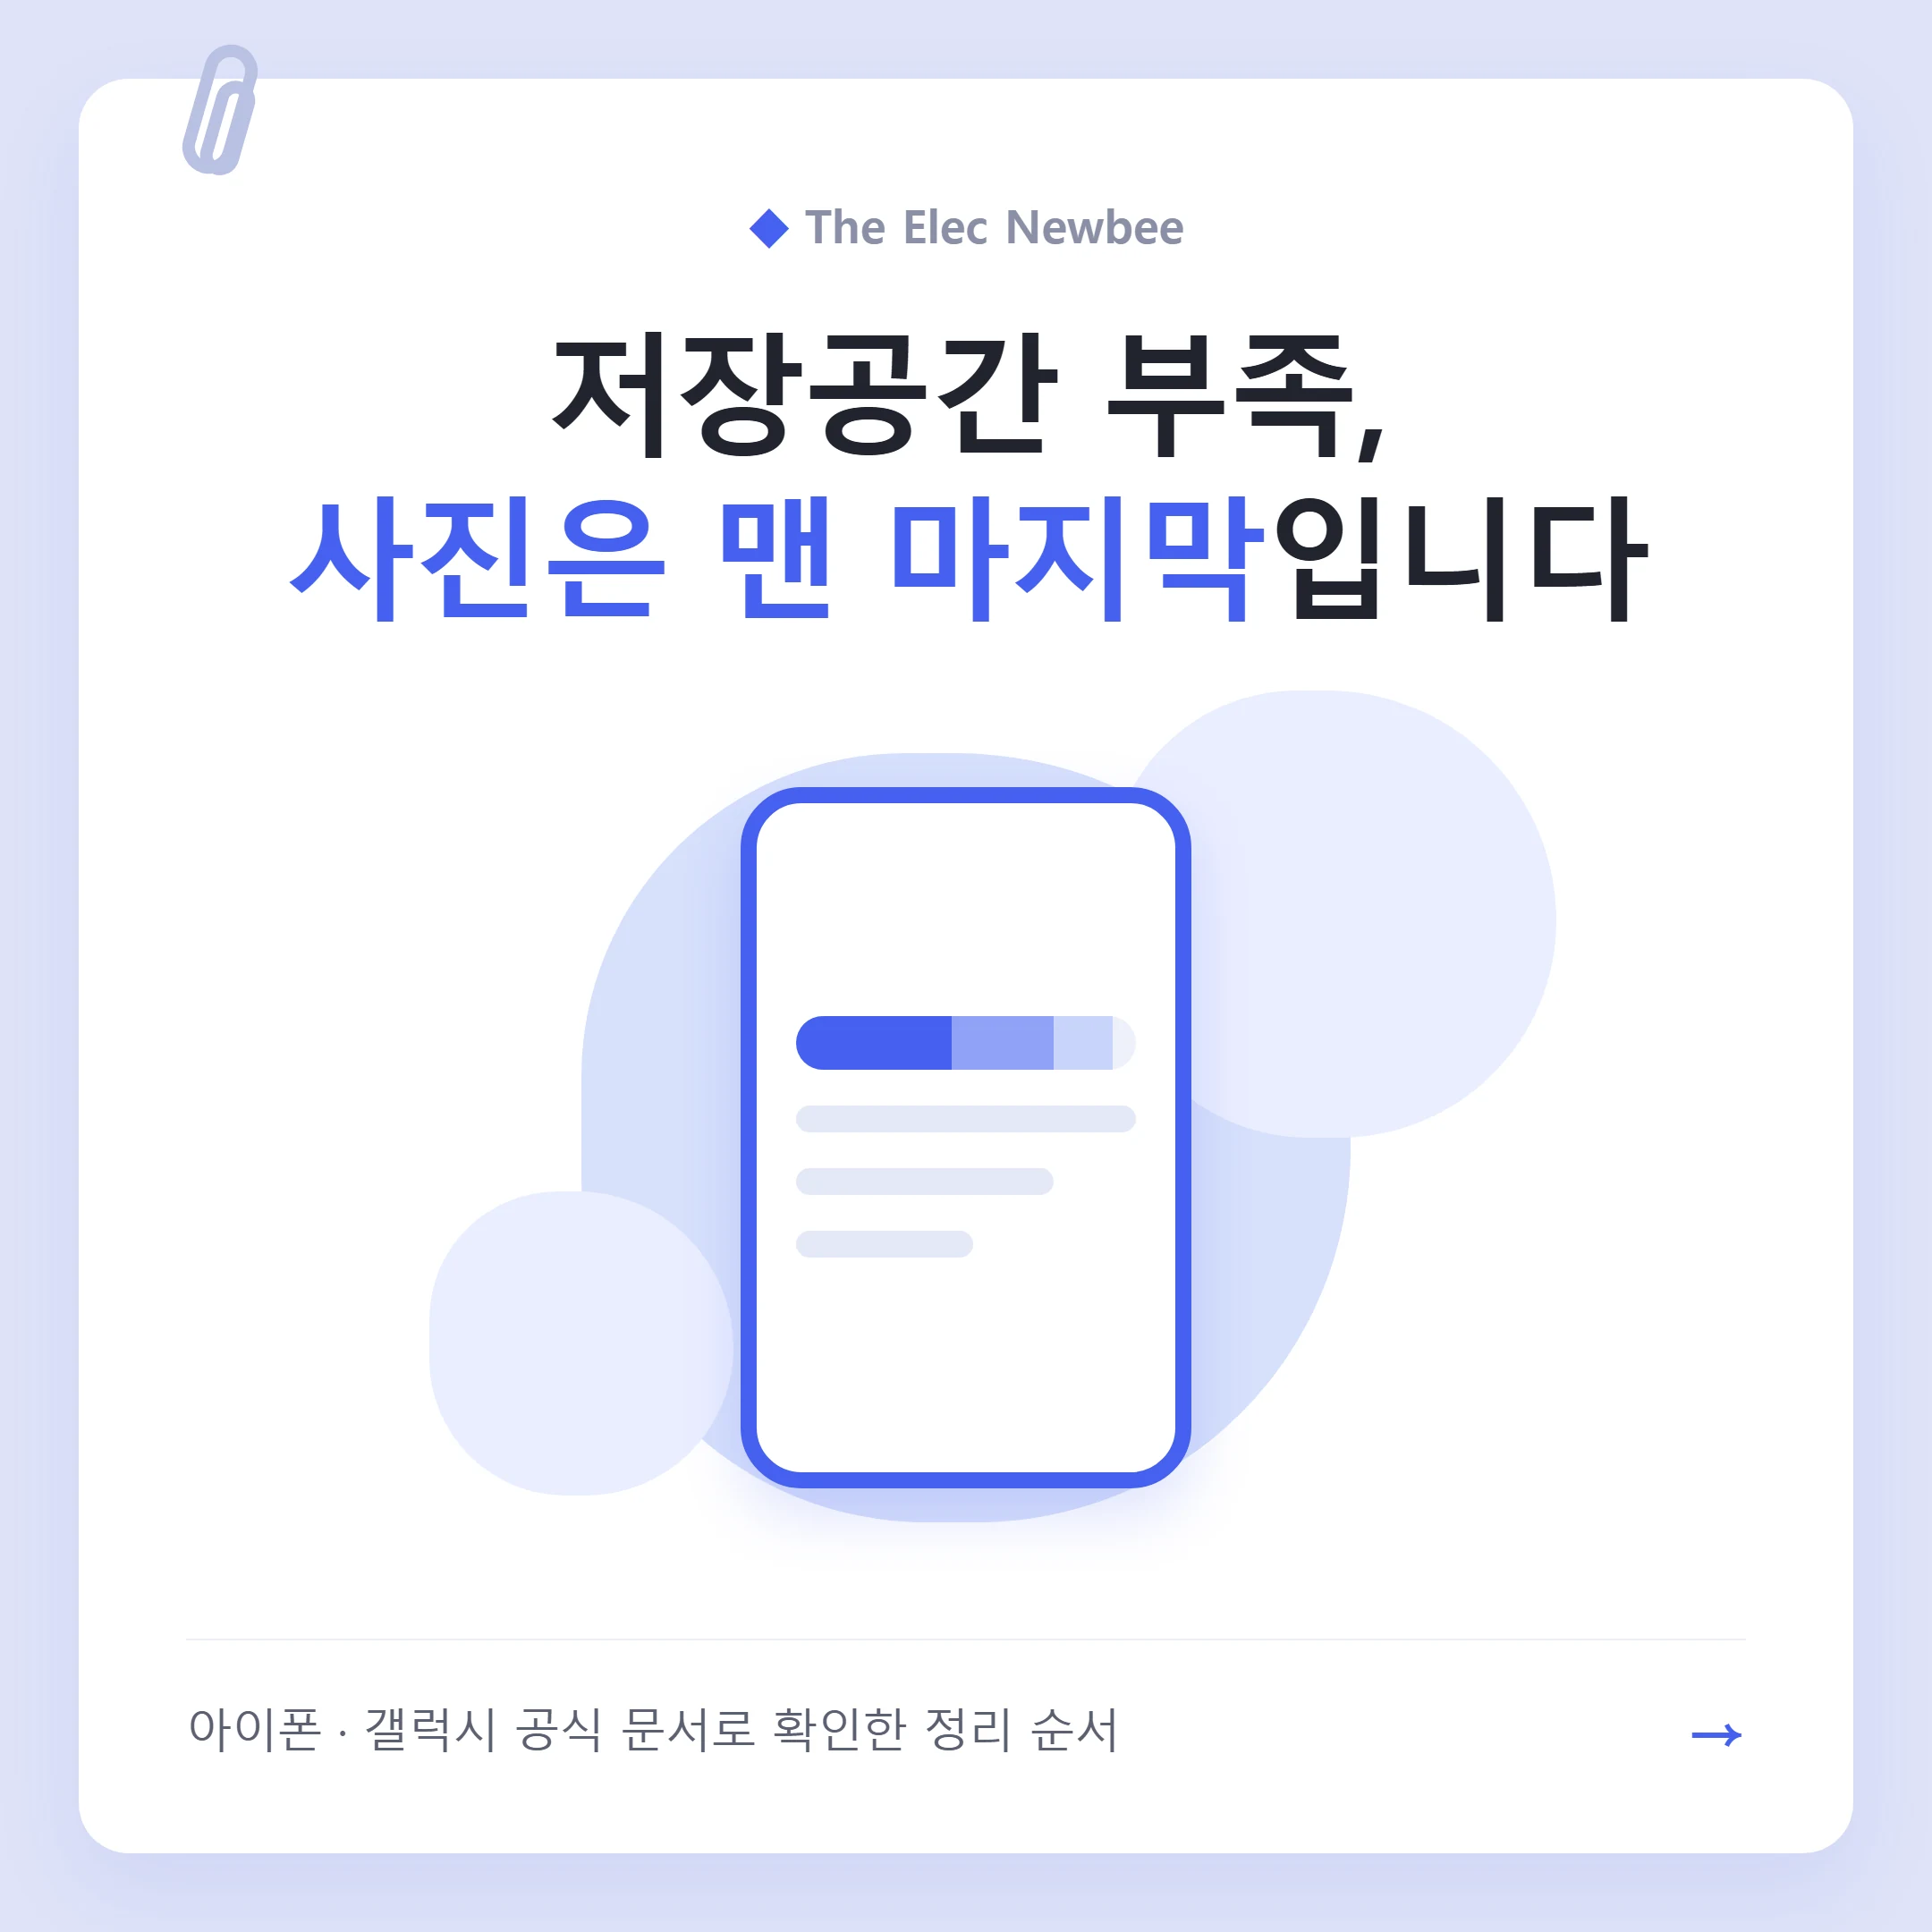 The Elec Newbee
저장공간 부족,
사진은 맨 마지막입니다
아이폰 · 갤럭시 공식 문서로 확인한 정리 순서
→